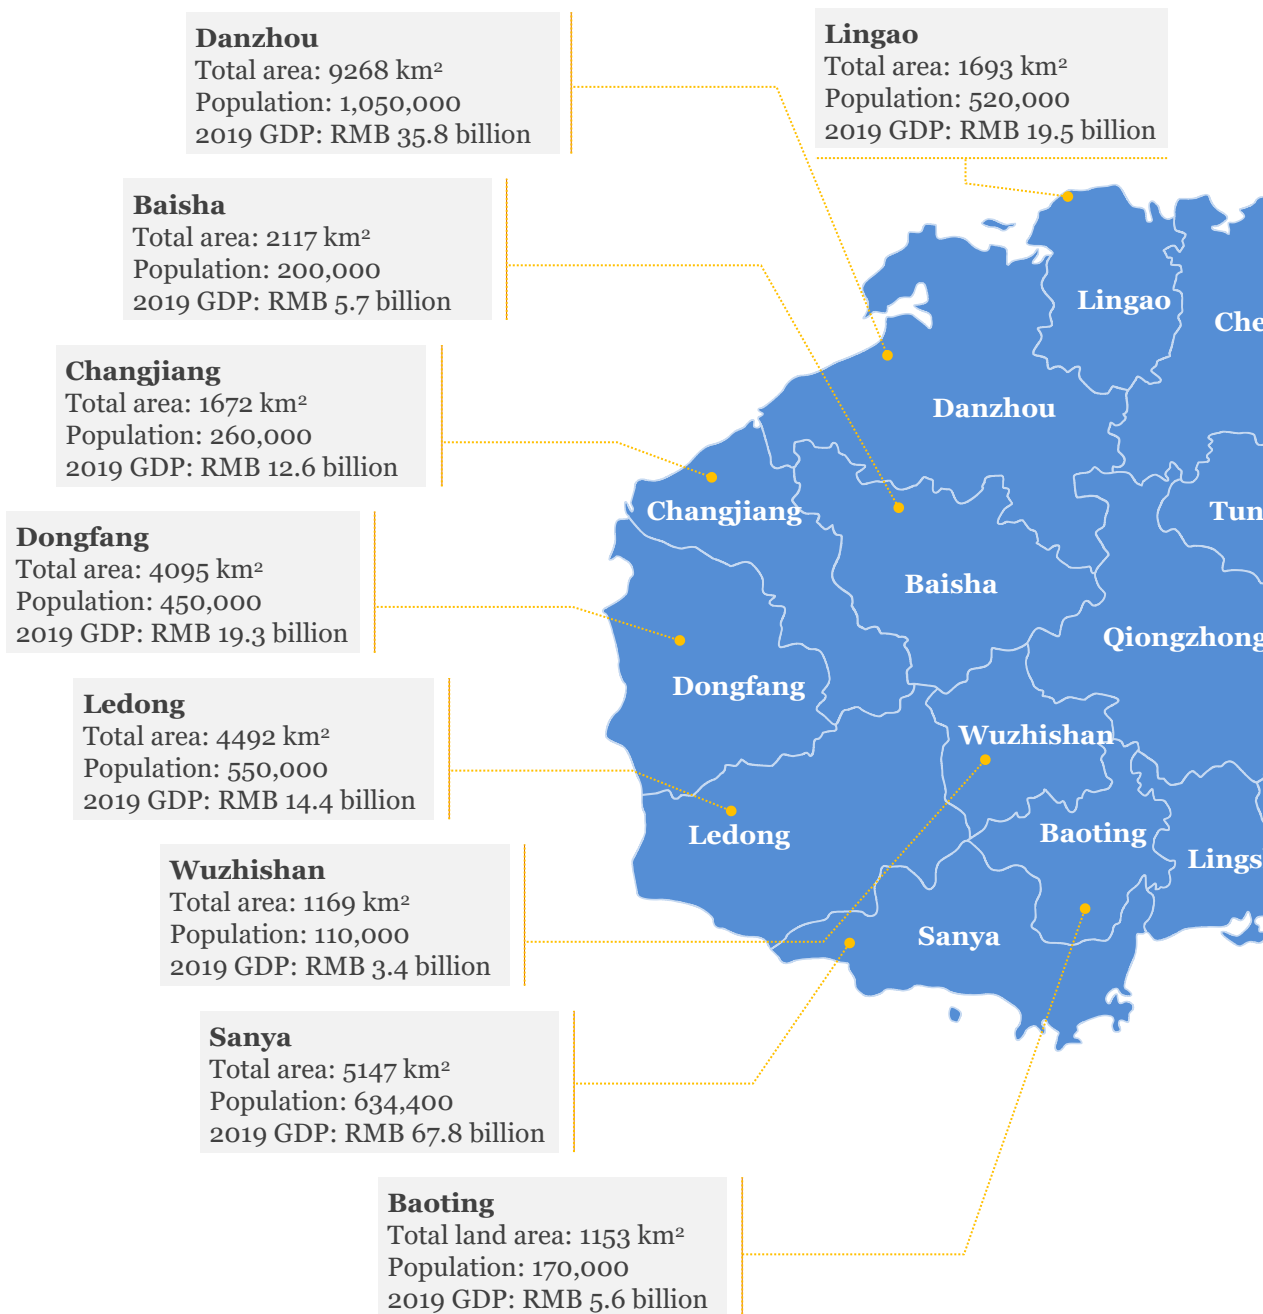 Danzhou
Total area: 9268 km²
Population: 1,050,000
2019 GDP: RMB 35.8 billion
Lingao
Total area: 1693 km²
Population: 520,000
2019 GDP: RMB 19.5 billion
Baisha
Total area: 2117 km²
Population: 200,000
2019 GDP: RMB 5.7 billion
Changjiang
Total area: 1672 km²
Population: 260,000
2019 GDP: RMB 12.6 billion
Dongfang
Total area: 4095 km²
Population: 450,000
2019 GDP: RMB 19.3 billion
Ledong
Total area: 4492 km²
Population: 550,000
2019 GDP: RMB 14.4 billion
Wuzhishan
Total area: 1169 km²
Population: 110,000
2019 GDP: RMB 3.4 billion
Sanya
Total area: 5147 km²
Population: 634,400
2019 GDP: RMB 67.8 billion
Baoting
Total land area: 1153 km²
Population: 170,000
2019 GDP: RMB 5.6 billion
Lingao
Che
Danzhou
Changjiang
Tun
Baisha
Qiongzhong
Dongfang
Wuzhishan
Ledong
Baoting
Lings
Sanya